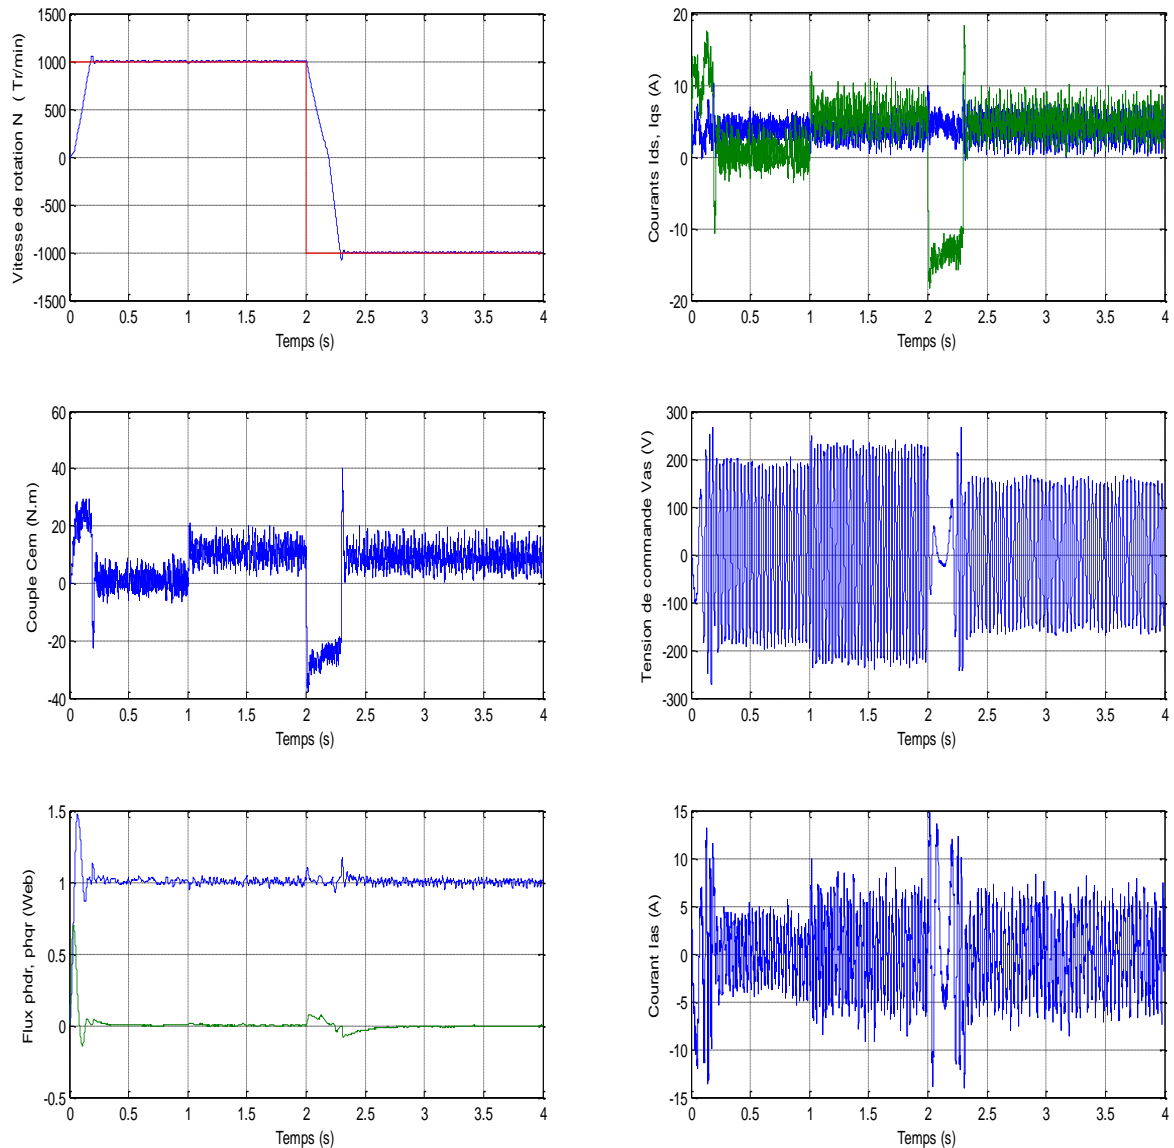 1500
1000
500
0
-500
-1000
-1500
Vitesse de rotation N ( Tr/min)
0 0.5 1 1.5 2 2.5 3 3.5 4
Temps (s)
20
10
0
-10
-20
Courants Ids, Iqs (A)
0 0.5 1 1.5 2 2.5 3 3.5 4
Temps (s)
60
40
20
0
-20
-40
Couple Cem (N.m)
0 0.5 1 1.5 2 2.5 3 3.5 4
Temps (s)
300
200
100
0
-100
-200
-300
Tension de commande Vas (V)
0 0.5 1 1.5 2 2.5 3 3.5 4
Temps (s)
1.5
1
0.5
0
-0.5
Flux phdr, phqr (Web)
0 0.5 1 1.5 2 2.5 3 3.5 4
Temps (s)
15
10
5
0
-5
-10
-15
Courant Ias (A)
0 0.5 1 1.5 2 2.5 3 3.5 4
Temps (s)